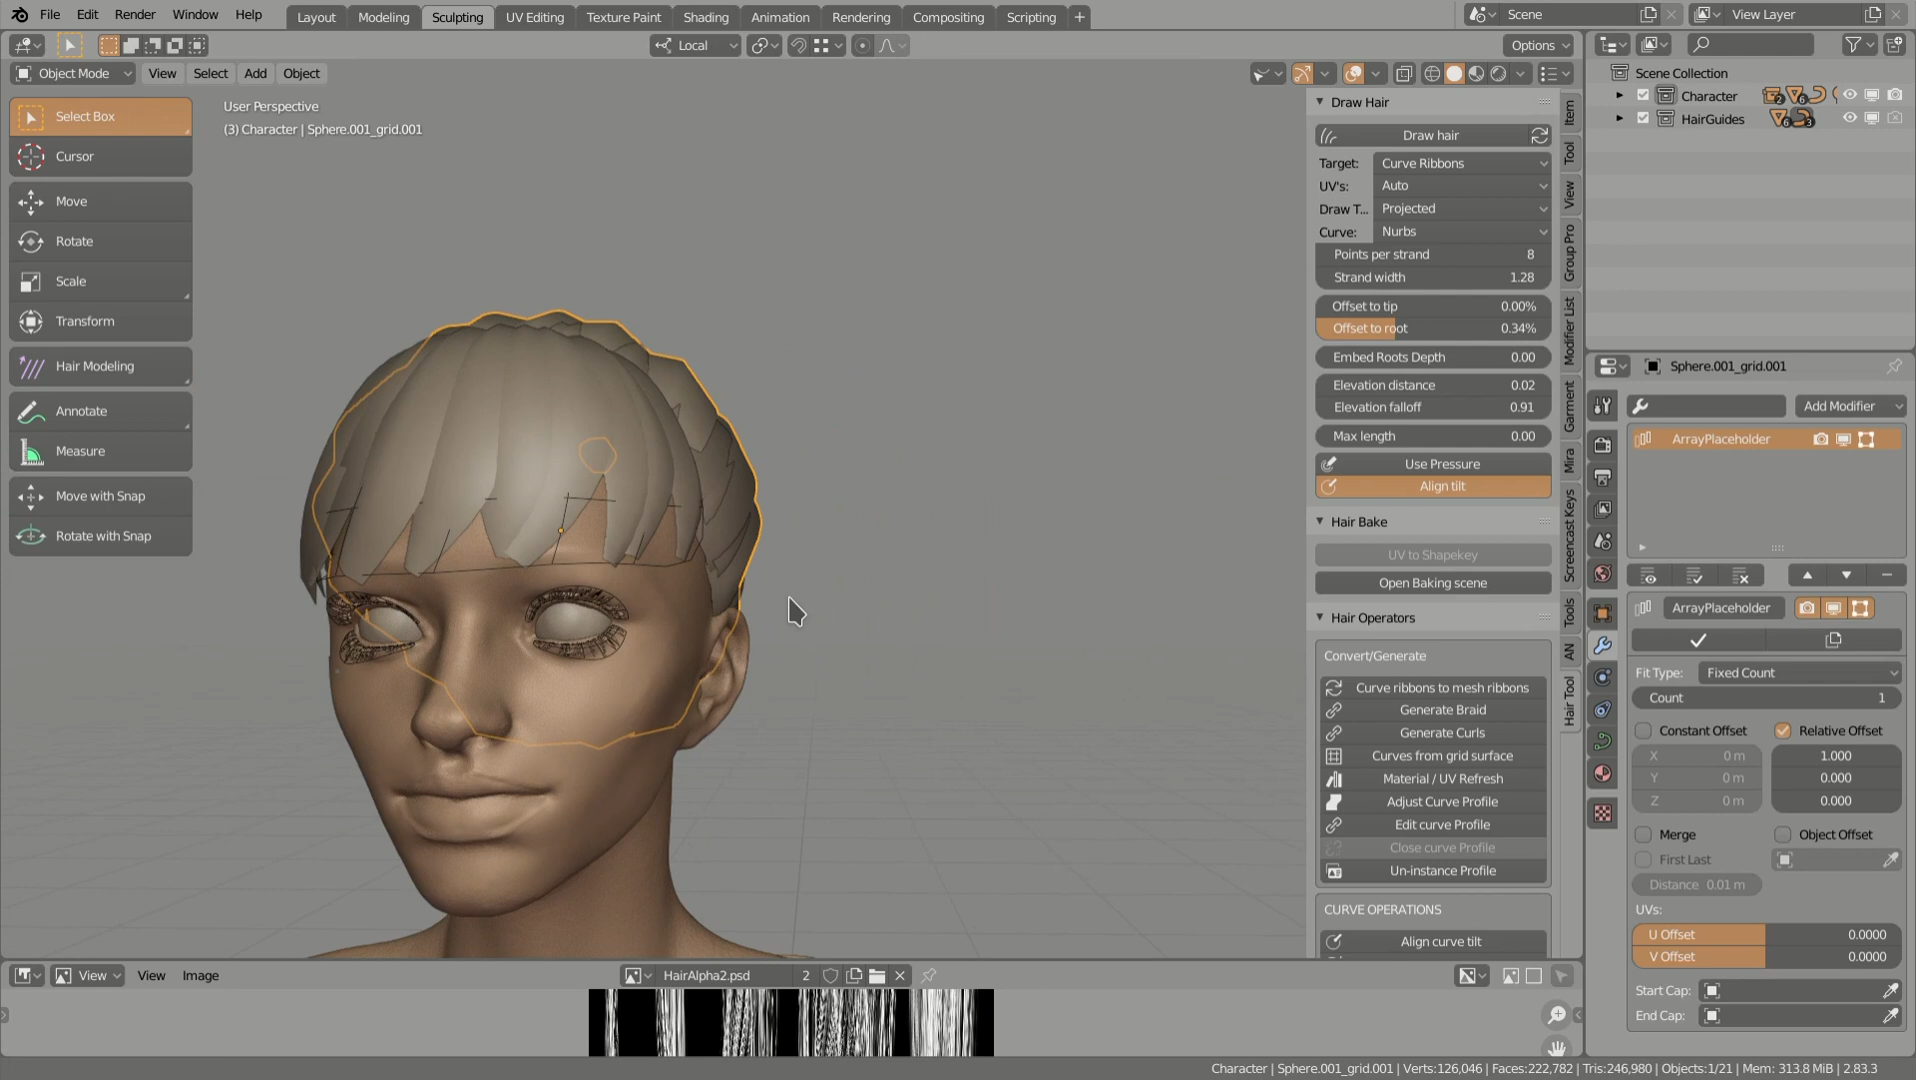 File Edit Render Window Help
Layout Modeling Sculpting UV Editing Texture Paint Shading Animation Rendering Compositing Scripting +
Scene
View Layer
Local
Options
Object Mode View Select Add Object
Select Box
Cursor
Move
Rotate
Scale
Transform
Hair Modeling
Annotate
Measure
Move with Snap
Rotate with Snap
User Perspective
(3) Character | Sphere.001_grid.001
Draw Hair
Draw hair
Target: Curve Ribbons
UV's: Auto
Draw T... Projected
Curve: Nurbs
Points per strand 8
Strand width 1.28
Offset to tip 0.00%
Offset to root 0.34%
Embed Roots Depth 0.00
Elevation distance 0.02
Elevation falloff 0.91
Max length 0.00
Use Pressure
Align tilt
Hair Bake
UV to Shapekey
Open Baking scene
Hair Operators
Convert/Generate
Curve ribbons to mesh ribbons
Generate Braid
Generate Curls
Curves from grid surface
Material / UV Refresh
Adjust Curve Profile
Edit curve Profile
Close curve Profile
Un-instance Profile
CURVE OPERATIONS
Align curve tilt
Item
Tool
View
Group Pro
Modifier List
Garment
Mira
Screencast Keys
Tools
AN
Hair Tool
Scene Collection
Character 2 6
HairGuides 6 3
Sphere.001_grid.001
Add Modifier
ArrayPlaceholder
ArrayPlaceholder
Fit Type: Fixed Count
Count 1
Constant Offset Relative Offset
X 0 m 1.000
Y 0 m 0.000
Z 0 m 0.000
Merge Object Offset
First Last
Distance 0.01 m
UVs:
U Offset 0.0000
V Offset 0.0000
Start Cap:
End Cap:
View View Image
HairAlpha2.psd 2
Character | Sphere.001_grid.001 | Verts:126,046 | Faces:222,782 | Tris:246,980 | Objects:1/21 | Mem: 313.8 MiB | 2.83.3